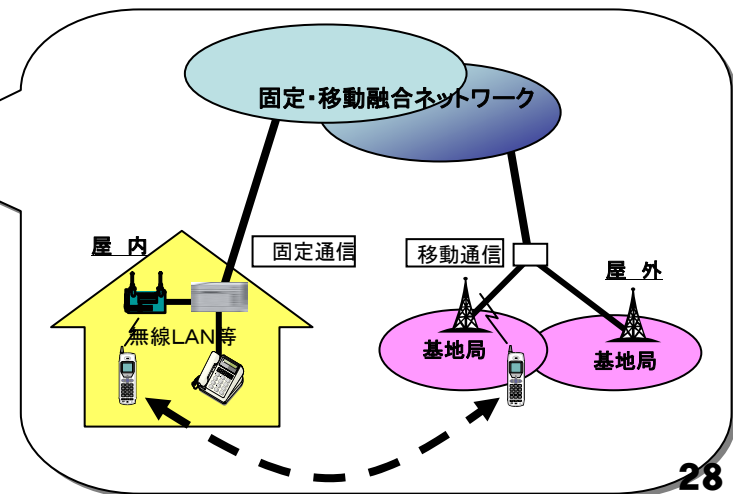 固定・移動融合ネットワーク
屋 内
固定通信
移動通信
屋 外
無線LAN等
基地局
基地局
28